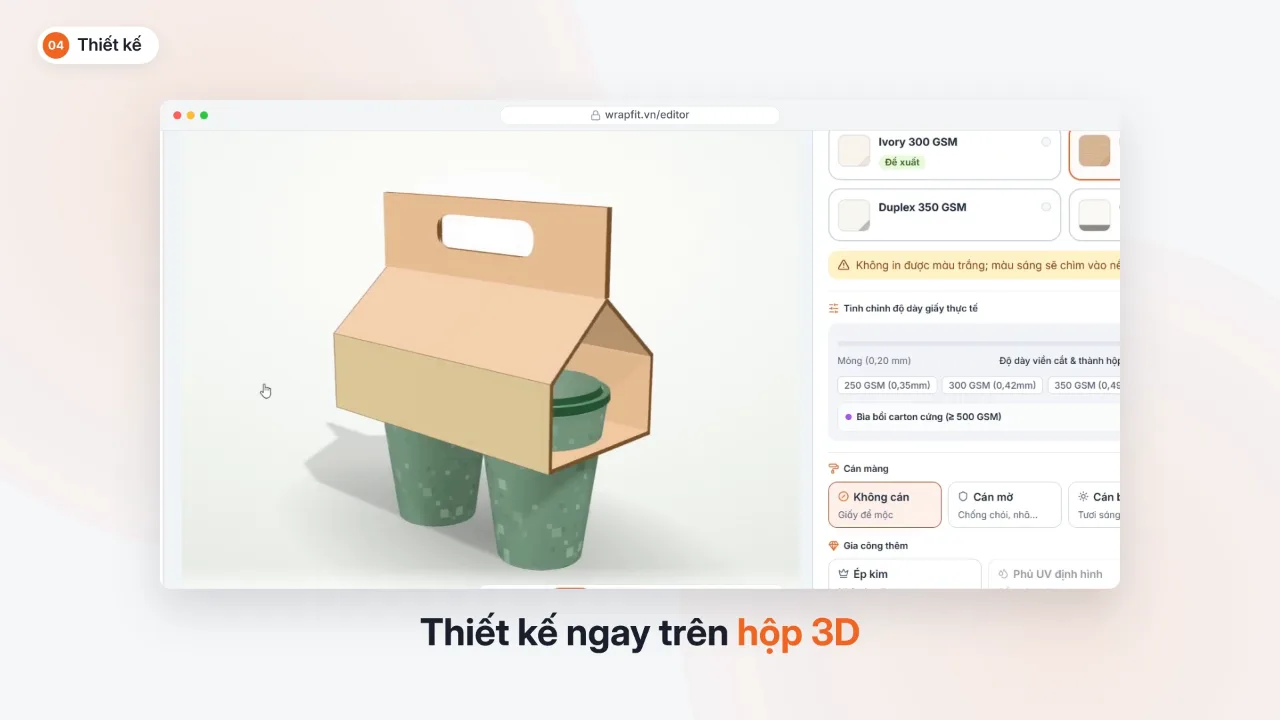 04 Thiết kế
wrapfit.vn/editor
Ivory 300 GSM
Đề xuất
Duplex 350 GSM
Không in được màu trắng; màu sáng sẽ chìm vào
Tinh chỉnh độ dày giấy thực tế
Mỏng (0,20 mm) Độ dày viền cắt & thành hộp
250 GSM (0,35mm) 300 GSM (0,42mm) 350 GSM (0,49
Bìa bồi carton cứng (≥ 500 GSM)
Cán màng
Không cán Cán mờ Cán
Giấy để mộc Chống chói, nhã... Tươi sáng
Gia công thêm
Ép kim Phủ UV định hình
Thiết kế ngay trên hộp 3D